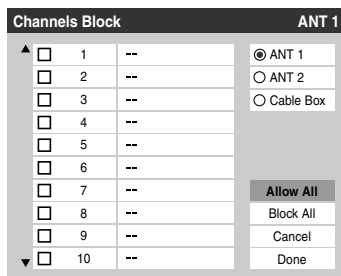 Channels Block ANT 1
1 -- ANT 1
2 -- ANT 2
3 -- Cable Box
4 --
5 --
6 --
7 -- Allow All
8 -- Block All
9 -- Cancel
10 -- Done